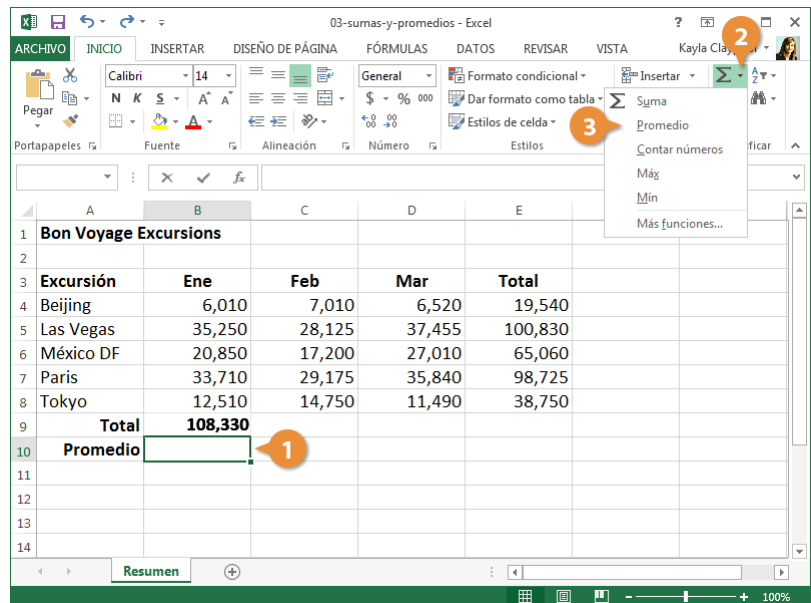 03-sumas-y-promedios - Excel ?
ARCHIVO INICIO INSERTAR DISEÑO DE PÁGINA FÓRMULAS DATOS REVISAR VISTA Kayla
2
Calibri 14 General Formato condicional Insertar Σ
Pegar N K S A A $ % 000 Dar formato como tabla
A Estilos de celda
Portapapeles Fuente Alineación Número Estilos
Σ Suma
3 Promedio
Contar números
Máx
Mín
Más funciones...
fx
A B C D E
1 Bon Voyage Excursions
2
3 Excursión Ene Feb Mar Total
4 Beijing 6,010 7,010 6,520 19,540
5 Las Vegas 35,250 28,125 37,455 100,830
6 México DF 20,850 17,200 27,010 65,060
7 Paris 33,710 29,175 35,840 98,725
8 Tokyo 12,510 14,750 11,490 38,750
9 Total 108,330
10 Promedio 1
11
12
13
14
Resumen
100%